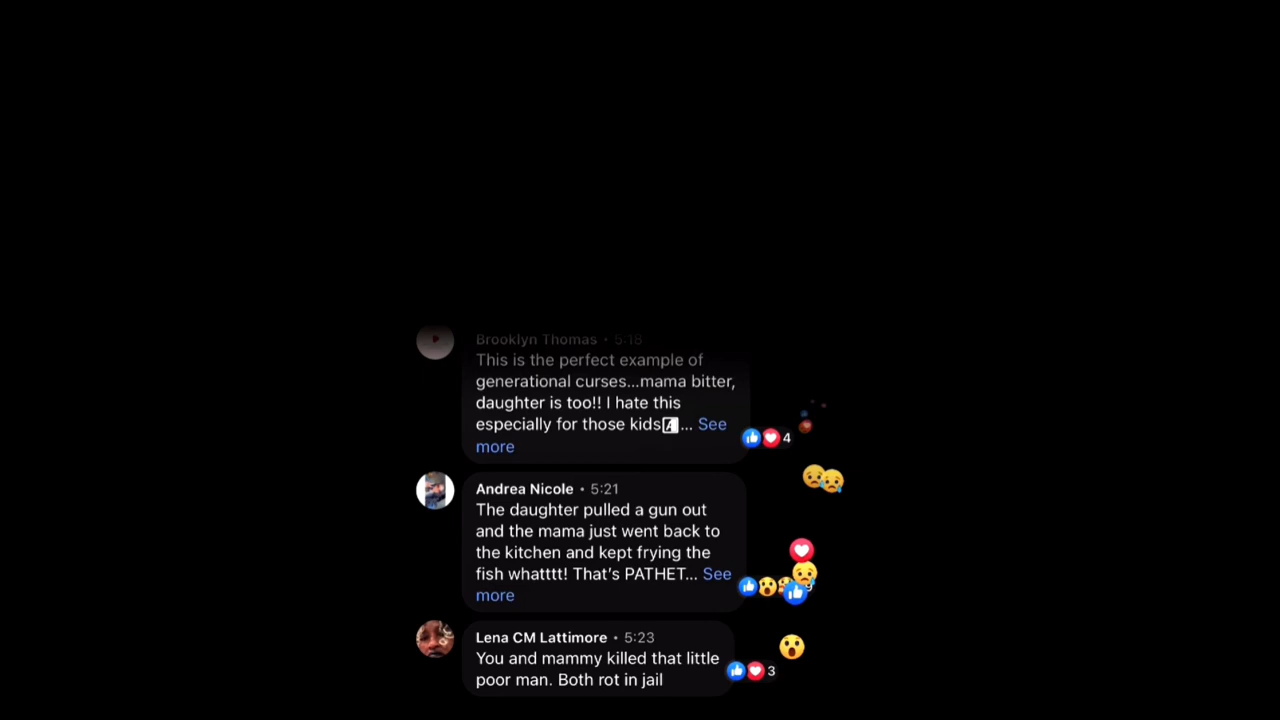 Brooklyn Thomas • 5:18
This is the perfect example of
generational curses...mama bitter,
daughter is too!! I hate this
especially for those kids... See
more
4
Andrea Nicole • 5:21
The daughter pulled a gun out
and the mama just went back to
the kitchen and kept frying the
fish whatttt! That's PATHET... See
more
Lena CM Lattimore • 5:23
You and mammy killed that little
poor man. Both rot in jail
3